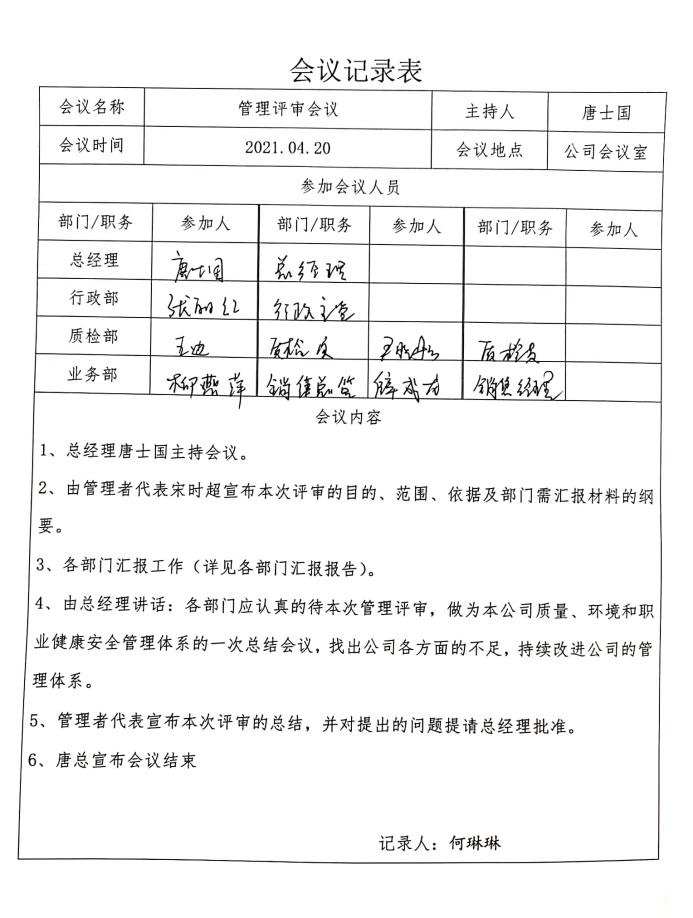 会议记录表
会议名称 管理评审会议 主持人 唐士国
会议时间 2021.04.20 会议地点 公司会议室
参加会议人员
部门/职务 参加人 部门/职务 参加人 部门/职务 参加人
总经理 唐士国 总经理
行政部 张丽红 行政主管
质检部 王迪 质检员 质检员
业务部 柳燕萍 销售总监 销售经理
会议内容
1、总经理唐士国主持会议。
2、由管理者代表宋时超宣布本次评审的目的、范围、依据及部门需汇报材料的纲
要。
3、各部门汇报工作（详见各部门汇报报告）。
4、由总经理讲话：各部门应认真的待本次管理评审，做为本公司质量、环境和职
业健康安全管理体系的一次总结会议，找出公司各方面的不足，持续改进公司的管
理体系。
5、管理者代表宣布本次评审的总结，并对提出的问题提请总经理批准。
6、唐总宣布会议结束
记录人：何琳琳